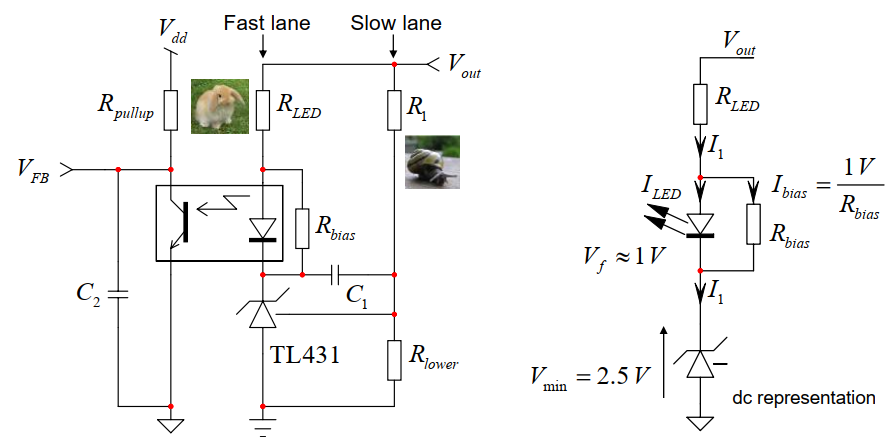 Fast lane
Slow lane
V_dd
V_out
R_pullup
R_LED
R_1
V_FB
R_bias
C_2
C_1
TL431
R_lower
V_out
R_LED
I_1
I_LED
I_bias = 1 V / R_bias
R_bias
V_f ≈ 1 V
I_1
V_min = 2.5 V
dc representation